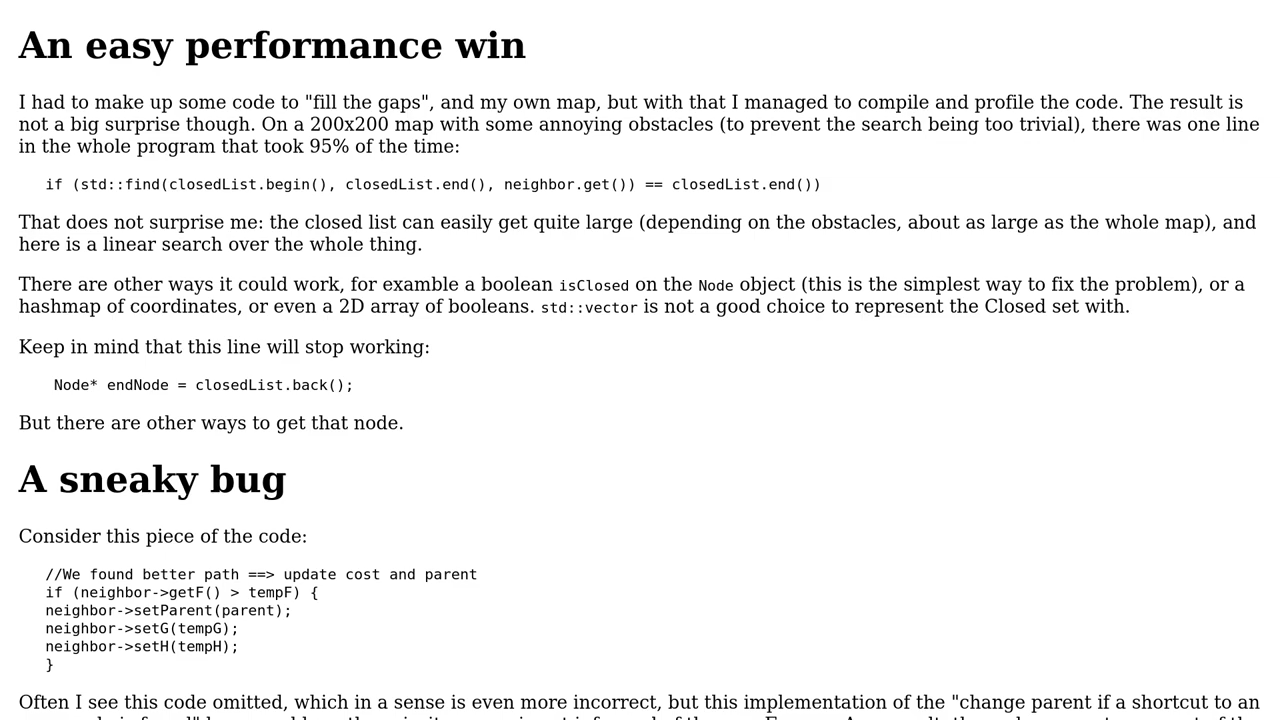 An easy performance win
I had to make up some code to "fill the gaps", and my own map, but with that I managed to compile and profile the code. The result is
not a big surprise though. On a 200x200 map with some annoying obstacles (to prevent the search being too trivial), there was one line
in the whole program that took 95% of the time:
if (std::find(closedList.begin(), closedList.end(), neighbor.get()) == closedList.end())
That does not surprise me: the closed list can easily get quite large (depending on the obstacles, about as large as the whole map), and
here is a linear search over the whole thing.
There are other ways it could work, for examble a boolean isClosed on the Node object (this is the simplest way to fix the problem), or a
hashmap of coordinates, or even a 2D array of booleans. std::vector is not a good choice to represent the Closed set with.
Keep in mind that this line will stop working:
Node* endNode = closedList.back();
But there are other ways to get that node.
A sneaky bug
Consider this piece of the code:
//We found better path ==> update cost and parent
if (neighbor->getF() > tempF) {
neighbor->setParent(parent);
neighbor->setG(tempG);
neighbor->setH(tempH);
}
Often I see this code omitted, which in a sense is even more incorrect, but this implementation of the "change parent if a shortcut to an